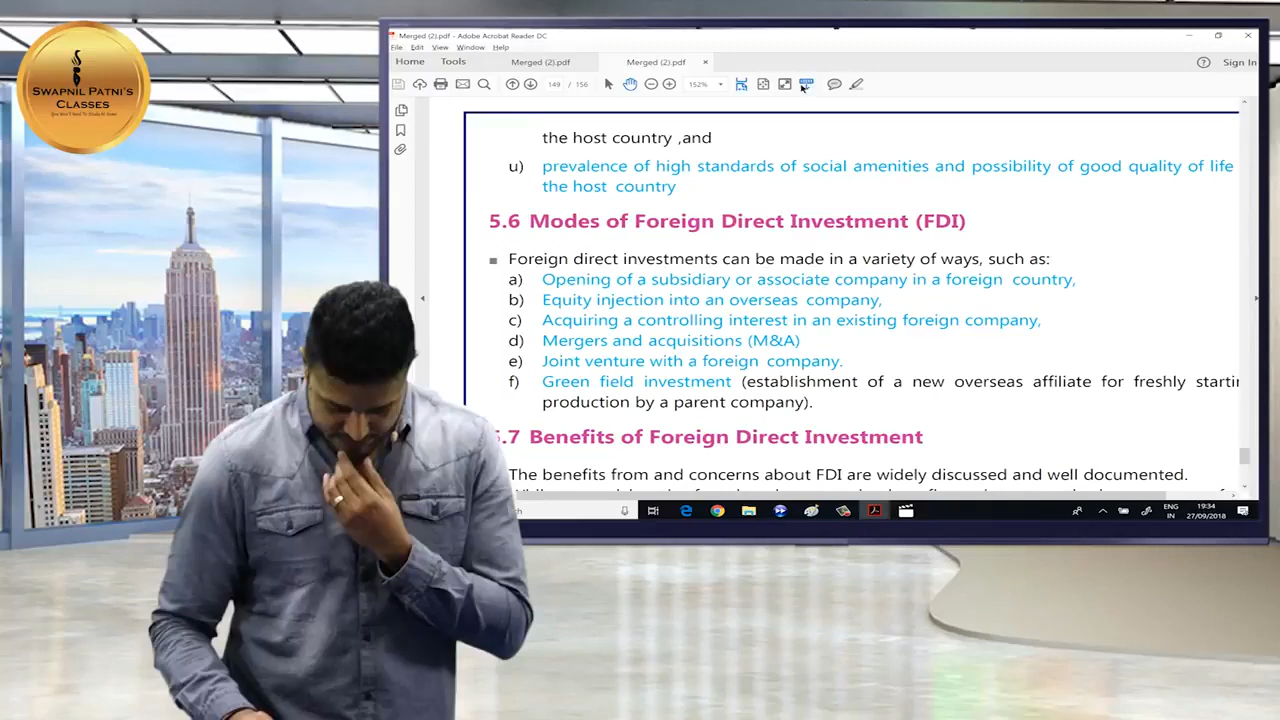 SWAPNIL PATNI'S
CLASSES
Merged (2).pdf - Adobe Acrobat Reader DC
File Edit View Window Help
Home Tools Merged (2).pdf Merged (2).pdf × Sign In
149 / 156 152%
the host country ,and
u) prevalence of high standards of social amenities and possibility of good quality of life
the host country
5.6 Modes of Foreign Direct Investment (FDI)
Foreign direct investments can be made in a variety of ways, such as:
a) Opening of a subsidiary or associate company in a foreign country,
b) Equity injection into an overseas company,
c) Acquiring a controlling interest in an existing foreign company,
d) Mergers and acquisitions (M&A)
e) Joint venture with a foreign company.
f) Green field investment (establishment of a new overseas affiliate for freshly startin
production by a parent company).
5.7 Benefits of Foreign Direct Investment
The benefits from and concerns about FDI are widely discussed and well documented.
ch
ENG
IN
19:34
27/09/2018